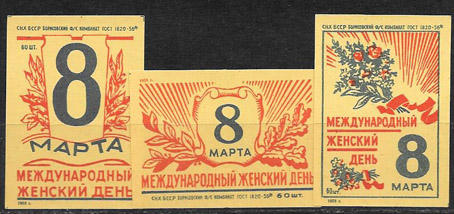 СНХ БССР БОРИСОВСКИЙ Ф/С КОМБИНАТ ГОСТ 1820-56
60 ШТ.
8
МАРТА
МЕЖДУНАРОДНЫЙ
ЖЕНСКИЙ ДЕНЬ
8
МАРТА
МЕЖДУНАРОДНЫЙ ЖЕНСКИЙ ДЕНЬ
СНХ БССР БОРИСОВСКИЙ Ф/С КОМБИНАТ ГОСТ 1820-56 60 ШТ.
СНХ БССР БОРИСОВСКИЙ Ф/С КОМБИНАТ ГОСТ 1820-56
МЕЖДУНАРОДНЫЙ
ЖЕНСКИЙ
ДЕНЬ
8
МАРТА
60 ШТ.